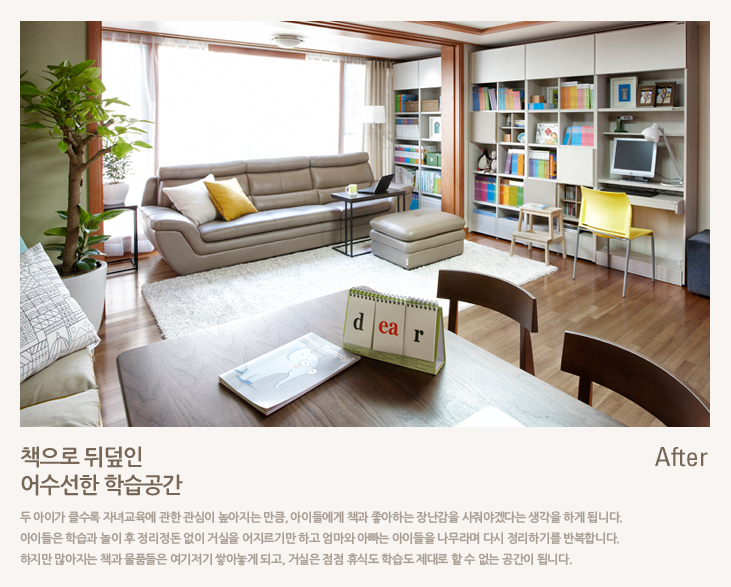 d ea r
책으로 뒤덮인
어수선한 학습공간
After
두 아이가 클수록 자녀교육에 관한 관심이 높아지는 만큼, 아이들에게 책과 좋아하는 장난감을 사줘야겠다는 생각을 하게 됩니다.
아이들은 학습과 놀이 후 정리정돈 없이 거실을 어지르기만 하고 엄마와 아빠는 아이들을 나무라며 다시 정리하기를 반복합니다.
하지만 많아지는 책과 물품들은 여기저기 쌓아놓게 되고, 거실은 점점 휴식도 학습도 제대로 할 수 없는 공간이 됩니다.